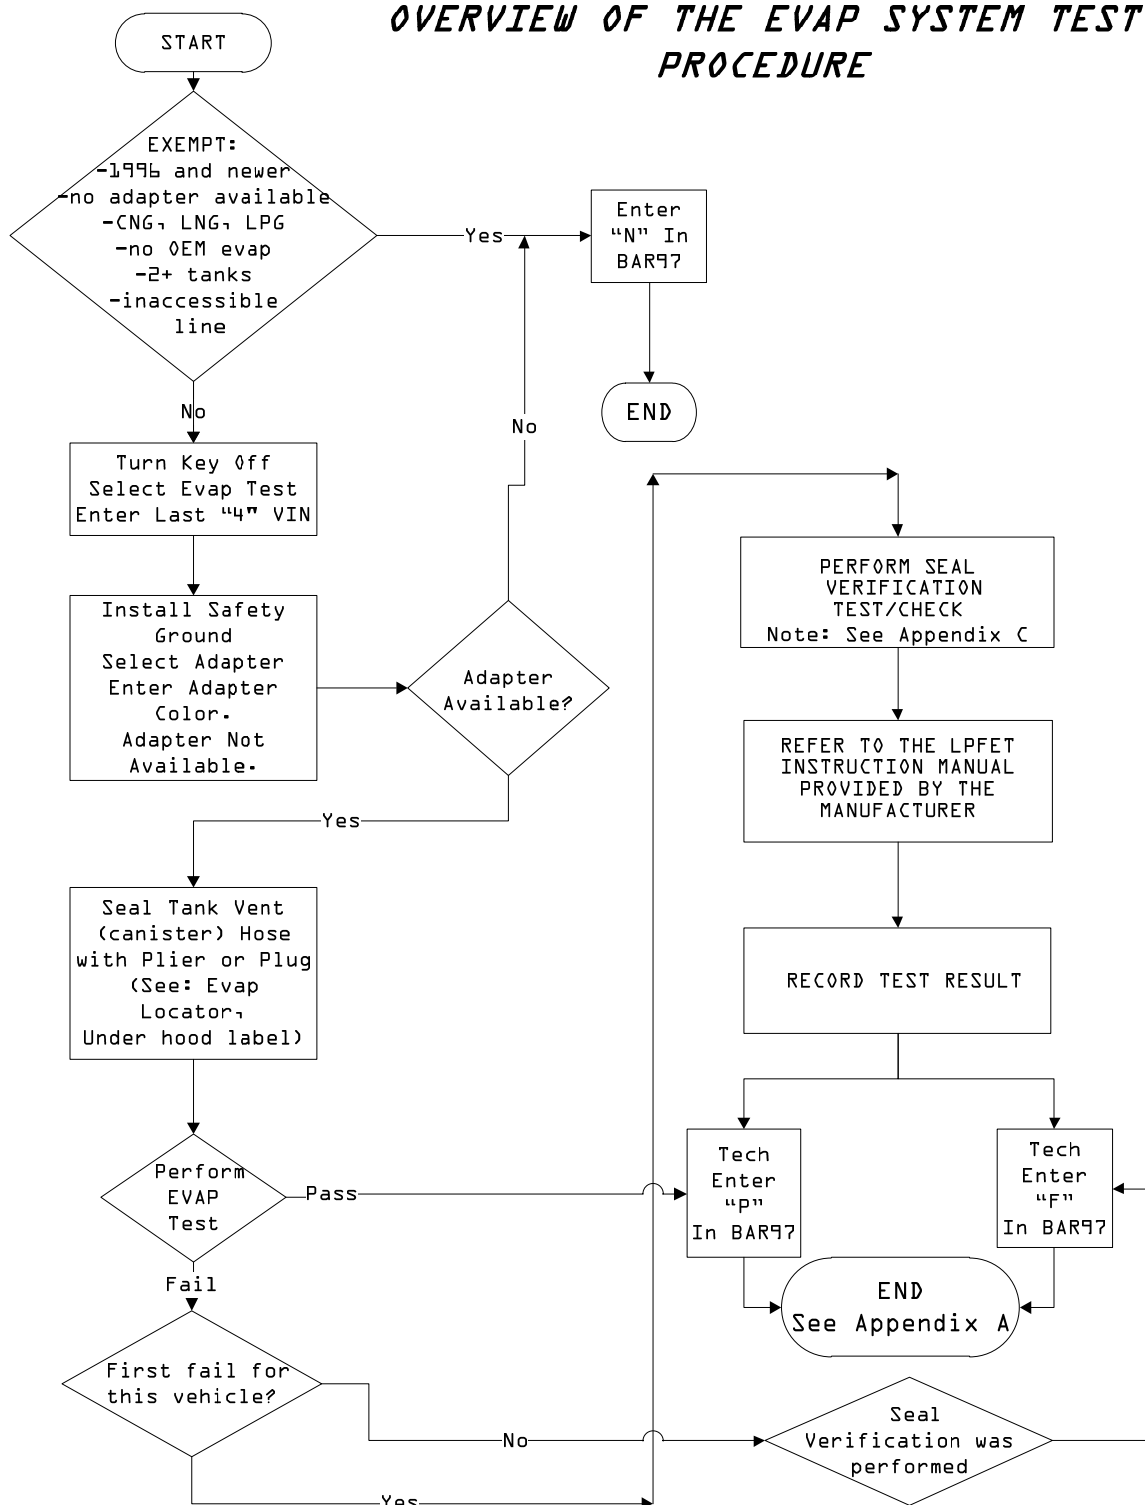 OVERVIEW OF THE EVAP SYSTEM TEST
PROCEDURE
START
EXEMPT:
-1996 and newer
-no adapter available
-CNG, LNG, LPG
-no OEM evap
-2+ tanks
-inaccessible
line
Yes
Enter
“N” In
BAR97
END
No
Turn Key Off
Select Evap Test
Enter Last “4” VIN
No
Install Safety
Ground
Select Adapter
Enter Adapter
Color.
Adapter Not
Available.
Adapter
Available?
Yes
Seal Tank Vent
(canister) Hose
with Plier or Plug
(See: Evap
Locator,
Under hood label)
Perform
EVAP
Test
Pass
Fail
First fail for
this vehicle?
No
Yes
PERFORM SEAL
VERIFICATION
TEST/CHECK
Note: See Appendix C
REFER TO THE LPFET
INSTRUCTION MANUAL
PROVIDED BY THE
MANUFACTURER
RECORD TEST RESULT
Tech
Enter
“P”
In BAR97
Tech
Enter
“F”
In BAR97
END
See Appendix A
Seal
Verification was
performed